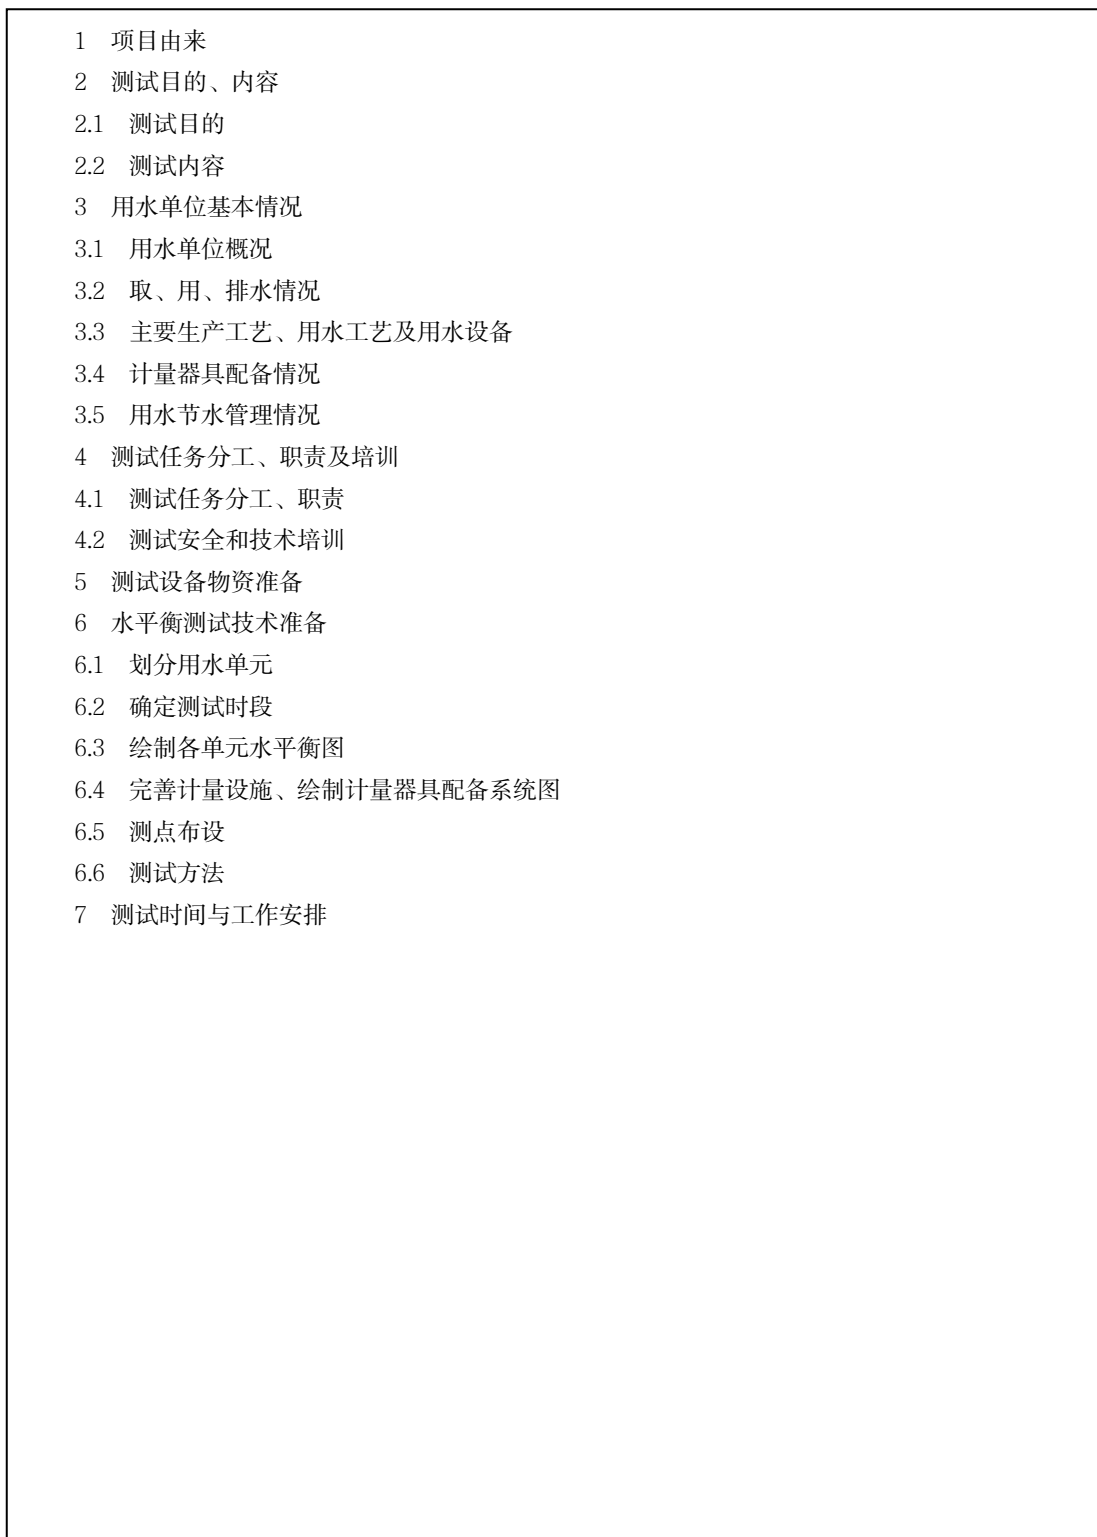 1 项目由来
2 测试目的、内容
2.1 测试目的
2.2 测试内容
3 用水单位基本情况
3.1 用水单位概况
3.2 取、用、排水情况
3.3 主要生产工艺、用水工艺及用水设备
3.4 计量器具配备情况
3.5 用水节水管理情况
4 测试任务分工、职责及培训
4.1 测试任务分工、职责
4.2 测试安全和技术培训
5 测试设备物资准备
6 水平衡测试技术准备
6.1 划分用水单元
6.2 确定测试时段
6.3 绘制各单元水平衡图
6.4 完善计量设施、绘制计量器具配备系统图
6.5 测点布设
6.6 测试方法
7 测试时间与工作安排